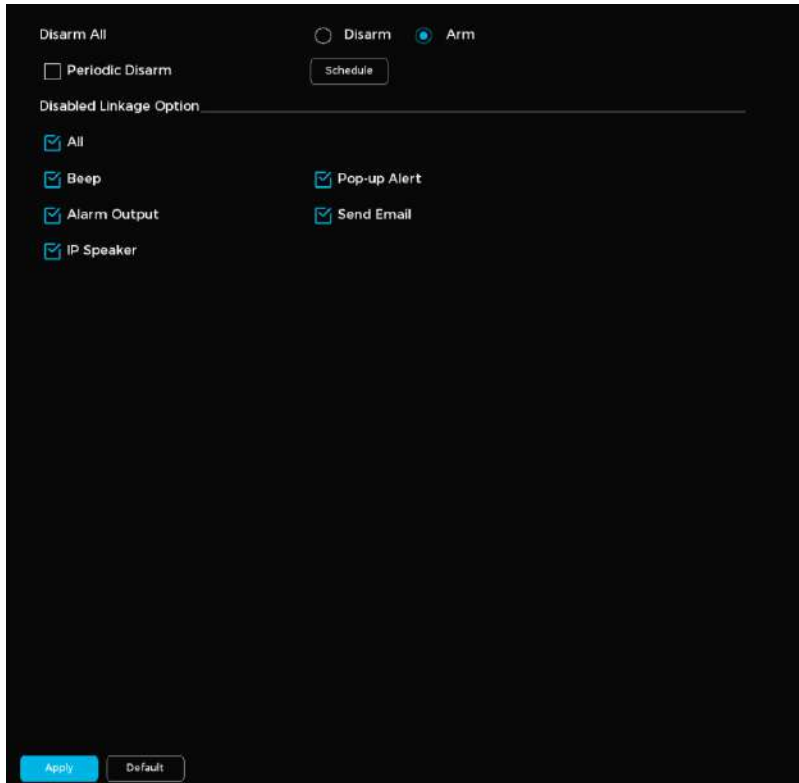 Disarm All Disarm Arm
Periodic Disarm Schedule
Disabled Linkage Option
All
Beep Pop-up Alert
Alarm Output Send Email
IP Speaker
Apply Default